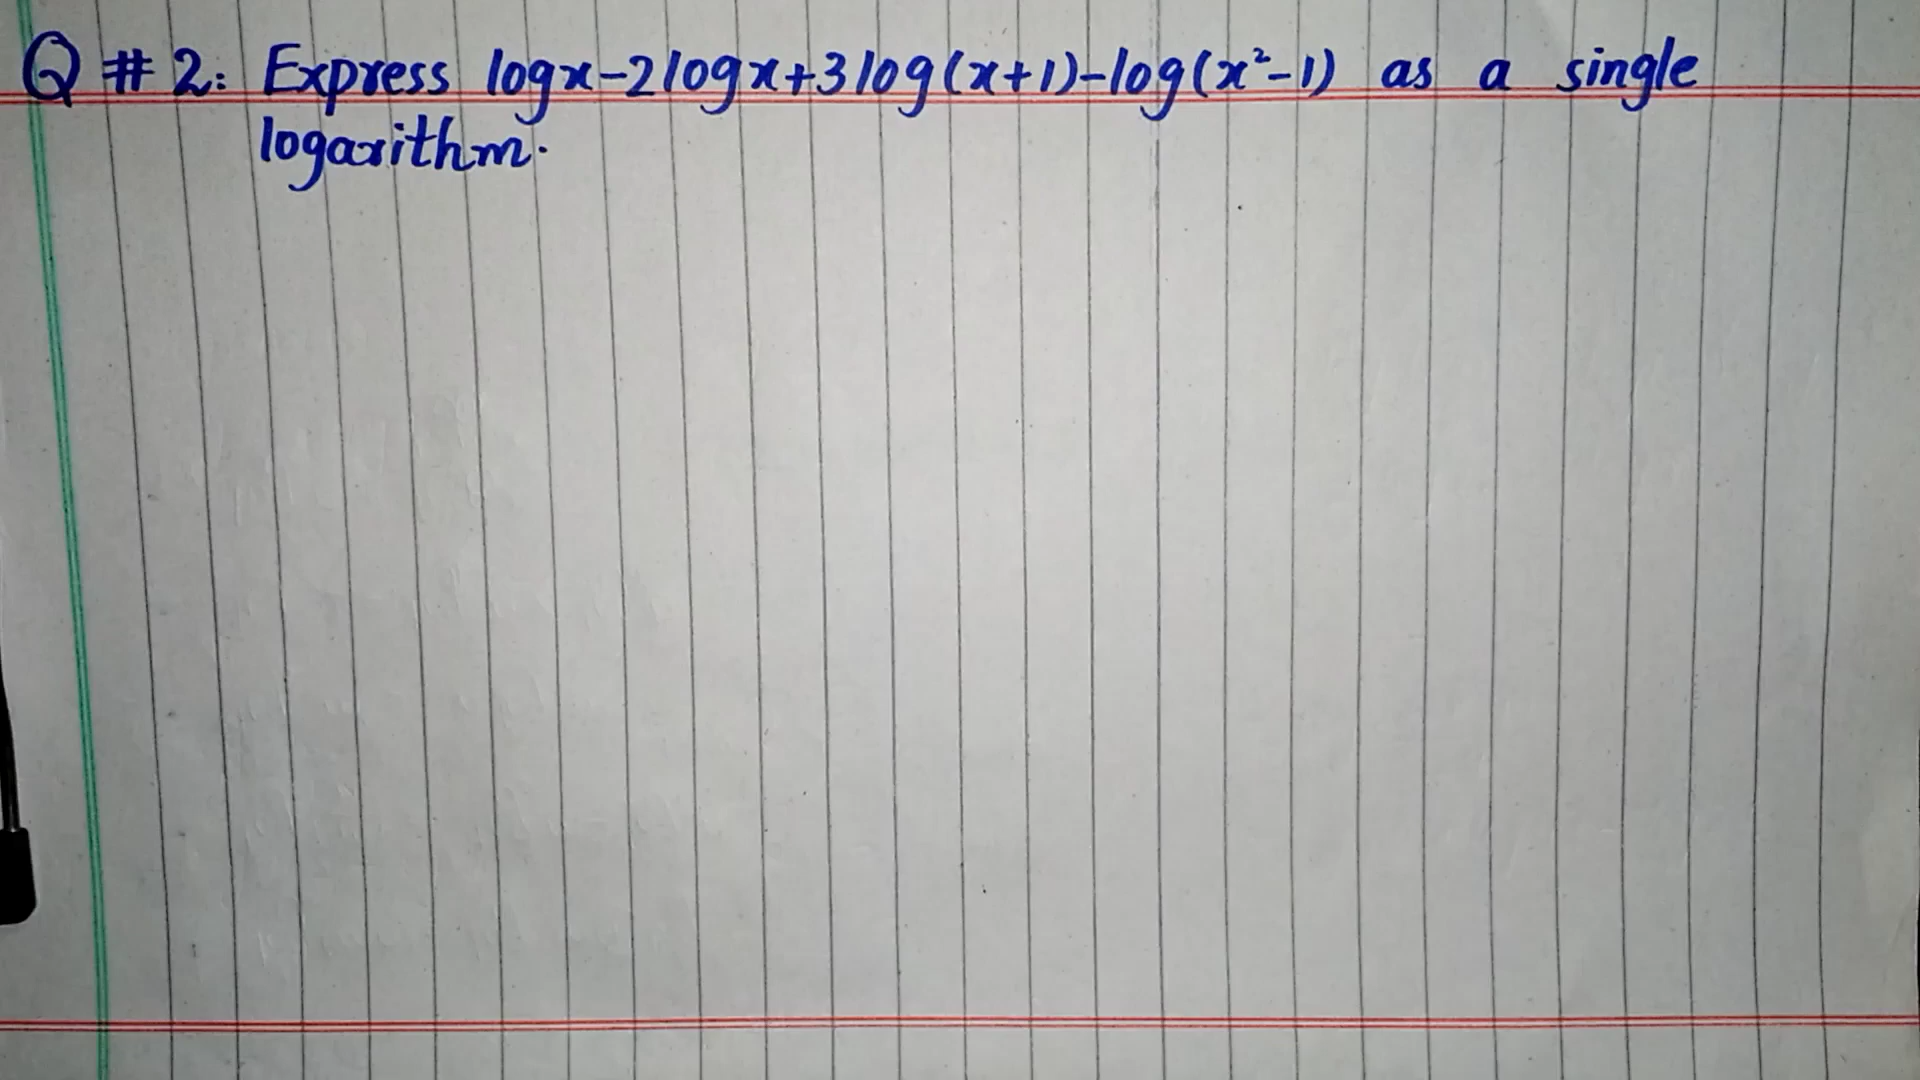 Q # 2: Express logx-2logx+3log(x+1)-log(x²-1) as a single
logarithm.